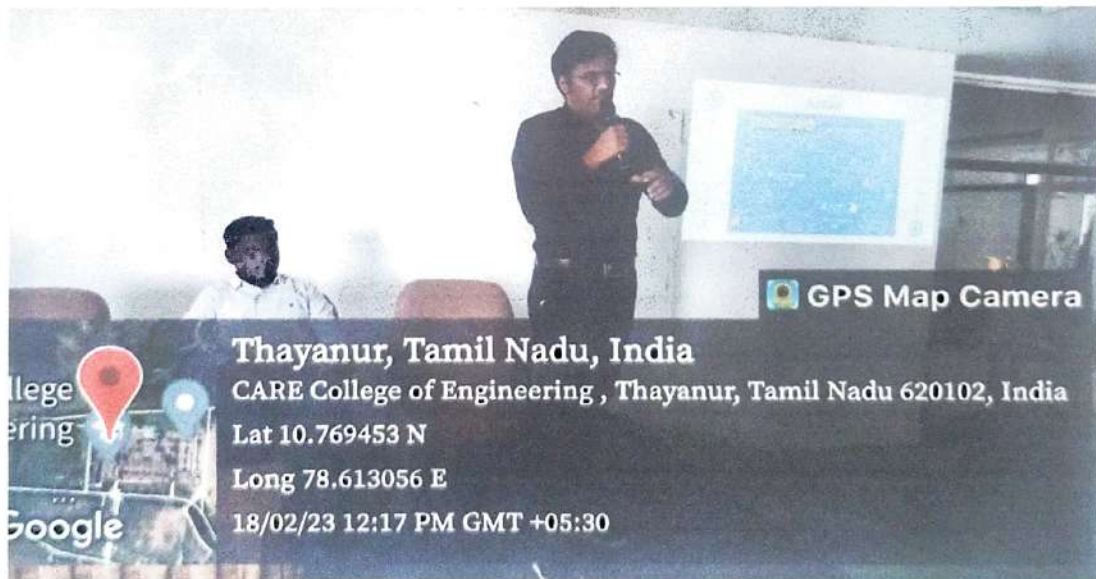 GPS Map Camera
Thayanur, Tamil Nadu, India
CARE College of Engineering , Thayanur, Tamil Nadu 620102, India
Lat 10.769453 N
Long 78.613056 E
18/02/23 12:17 PM GMT +05:30
llege
ering
Google